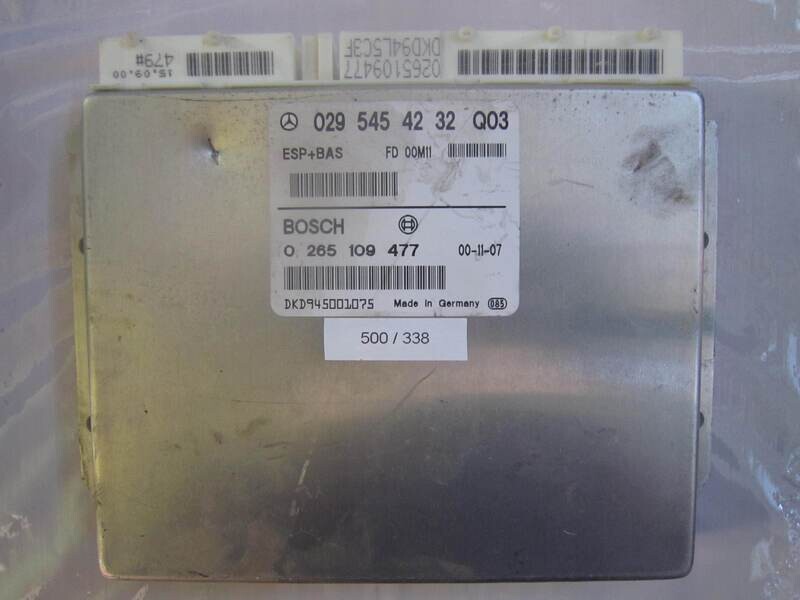 479#
15.09.00
DKD94L5C3F
0265109477
029 545 42 32 Q03
ESP+BAS FD 00M11
BOSCH
0 265 109 477 00-11-07
DKD945001075 Made in Germany 085
500 / 338